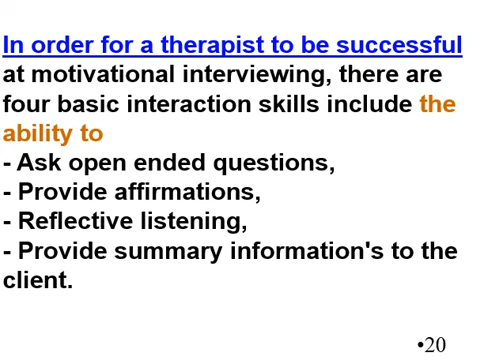 In order for a therapist to be successful
at motivational interviewing, there are
four basic interaction skills include the
ability to
- Ask open ended questions,
- Provide affirmations,
- Reflective listening,
- Provide summary information's to the
client.
•20